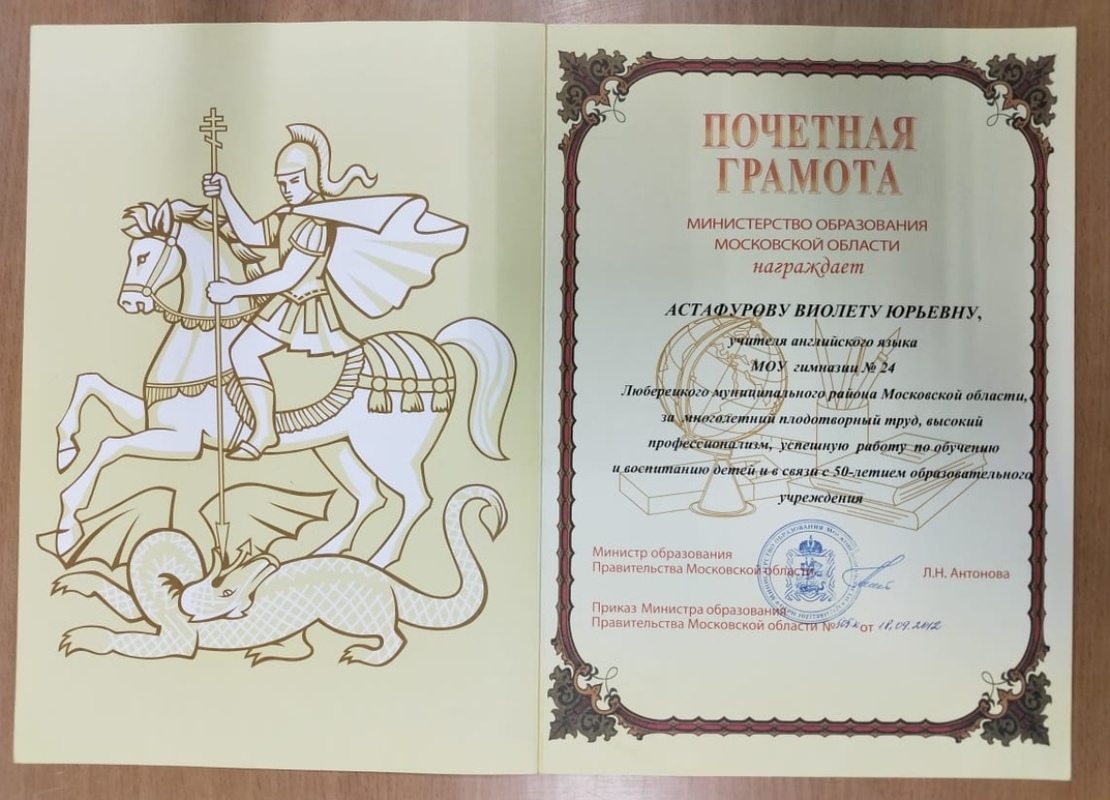 ПОЧЕТНАЯ
ГРАМОТА
МИНИСТЕРСТВО ОБРАЗОВАНИЯ
МОСКОВСКОЙ ОБЛАСТИ
награждает
АСТАФУРОВУ ВИОЛЕТУ ЮРЬЕВНУ,
учителя английского языка
МОУ гимназии № 24
Люберецкого муниципального района Московской области,
за многолетний плодотворный труд, высокий
профессионализм, успешную работу по обучению
и воспитанию детей и в связи с 50-летием образовательного
учреждения
Министр образования
Правительства Московской области
Л.Н. Антонова
Приказ Министра образования
Правительства Московской области № от 18.09.2012